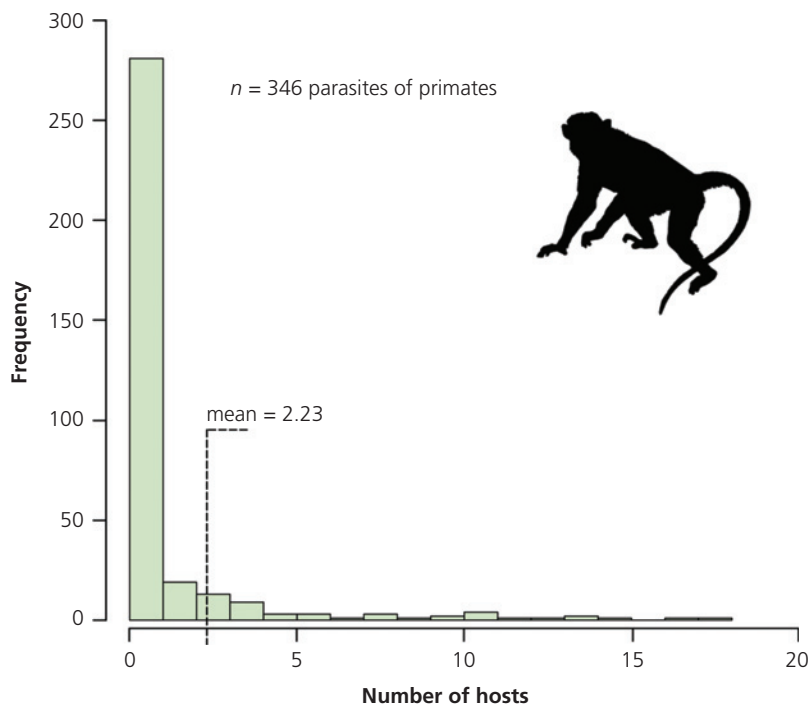 300
n = 346 parasites of primates
250
200
150
Frequency
mean = 2.23
100
50
0
0 5 10 15 20
Number of hosts